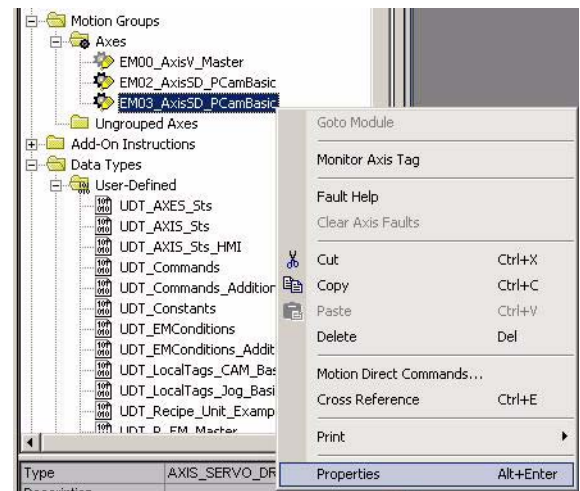 Motion Groups
Axes
EM00_AxisV_Master
EM02_AxisSD_PCamBasic
EM03_AxisSD_PCamBasic
Ungrouped Axes
Add-On Instructions
Data Types
User-Defined
UDT_AXES_Sts
UDT_AXIS_Sts
UDT_AXIS_Sts_HMI
UDT_Commands
UDT_Commands_Addition
UDT_Constants
UDT_EMConditions
UDT_EMConditions_Addit
UDT_LocalTags_CAM_Bas
UDT_LocalTags_Jog_Basi
UDT_Recipe_Unit_Examp
UDT_R_EM_Master
Type AXIS_SERVO_DR
Goto Module
Monitor Axis Tag
Fault Help
Clear Axis Faults
Cut Ctrl+X
Copy Ctrl+C
Paste Ctrl+V
Delete Del
Motion Direct Commands...
Cross Reference Ctrl+E
Print
Properties Alt+Enter